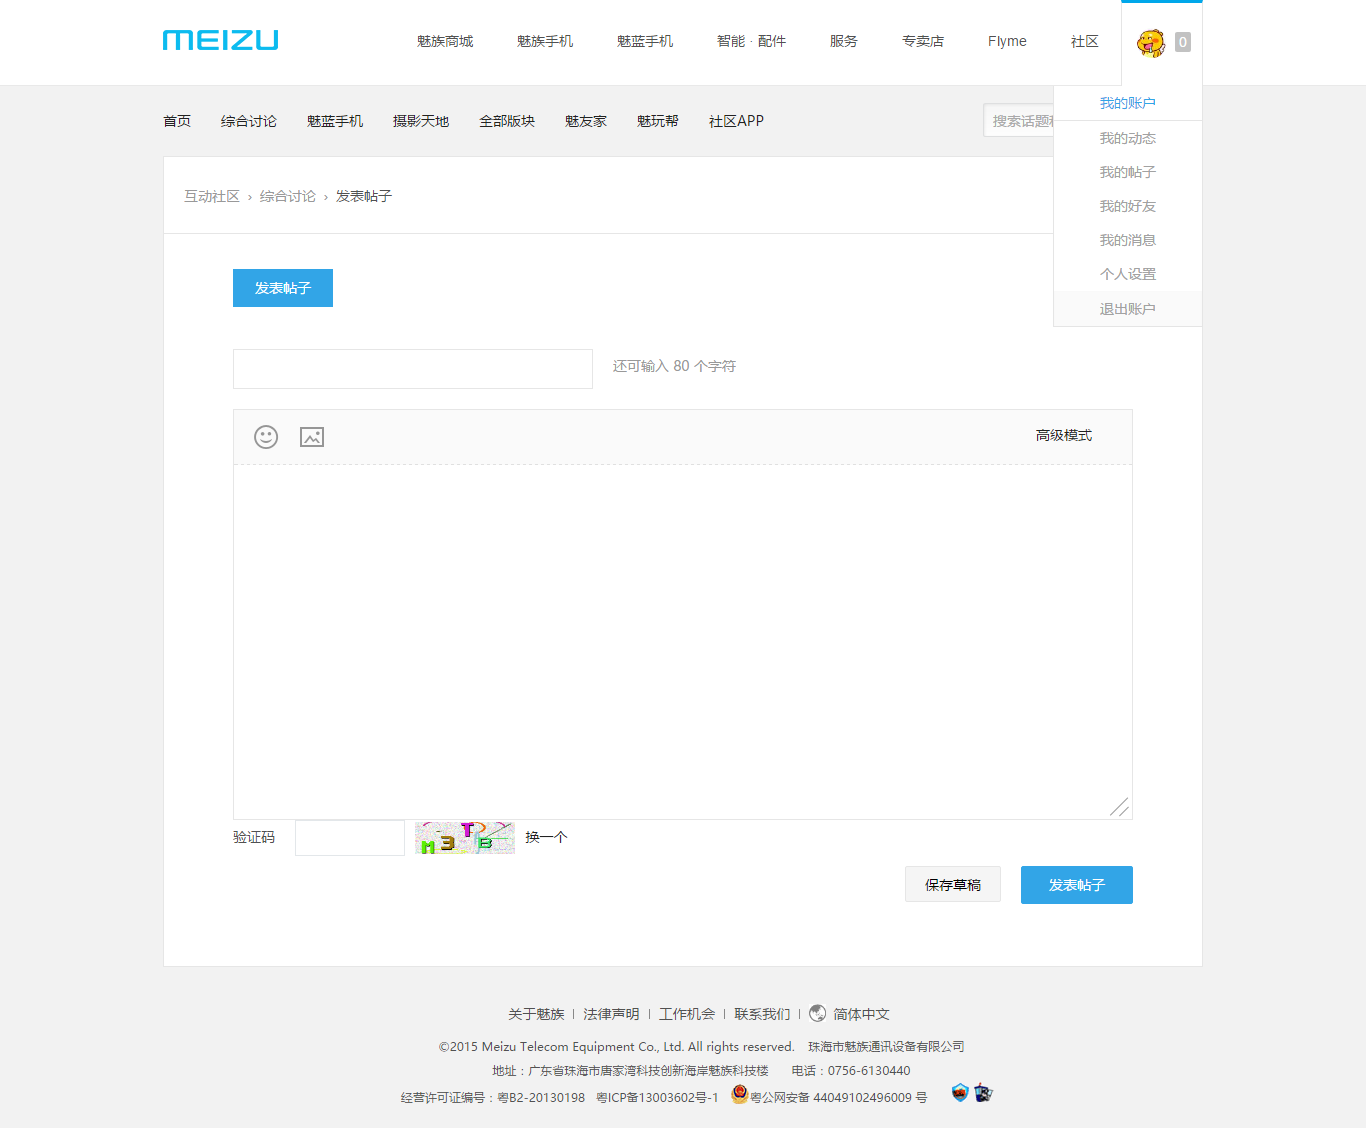 MEIZU 魅族商城 魅族手机 魅蓝手机 智能 · 配件 服务 专卖店 Flyme 社区 0
首页 综合讨论 魅蓝手机 摄影天地 全部版块 魅友家 魅玩帮 社区APP 搜索话题
我的账户
我的动态
我的帖子
我的好友
我的消息
个人设置
退出账户
互动社区 › 综合讨论 › 发表帖子
发表帖子
还可输入 80 个字符
高级模式
验证码 M3TB 换一个
保存草稿 发表帖子
关于魅族 | 法律声明 | 工作机会 | 联系我们 | 简体中文
©2015 Meizu Telecom Equipment Co., Ltd. All rights reserved. 珠海市魅族通讯设备有限公司
地址：广东省珠海市唐家湾科技创新海岸魅族科技楼 电话：0756-6130440
经营许可证编号：粤B2-20130198 粤ICP备13003602号-1 粤公网安备 44049102496009 号